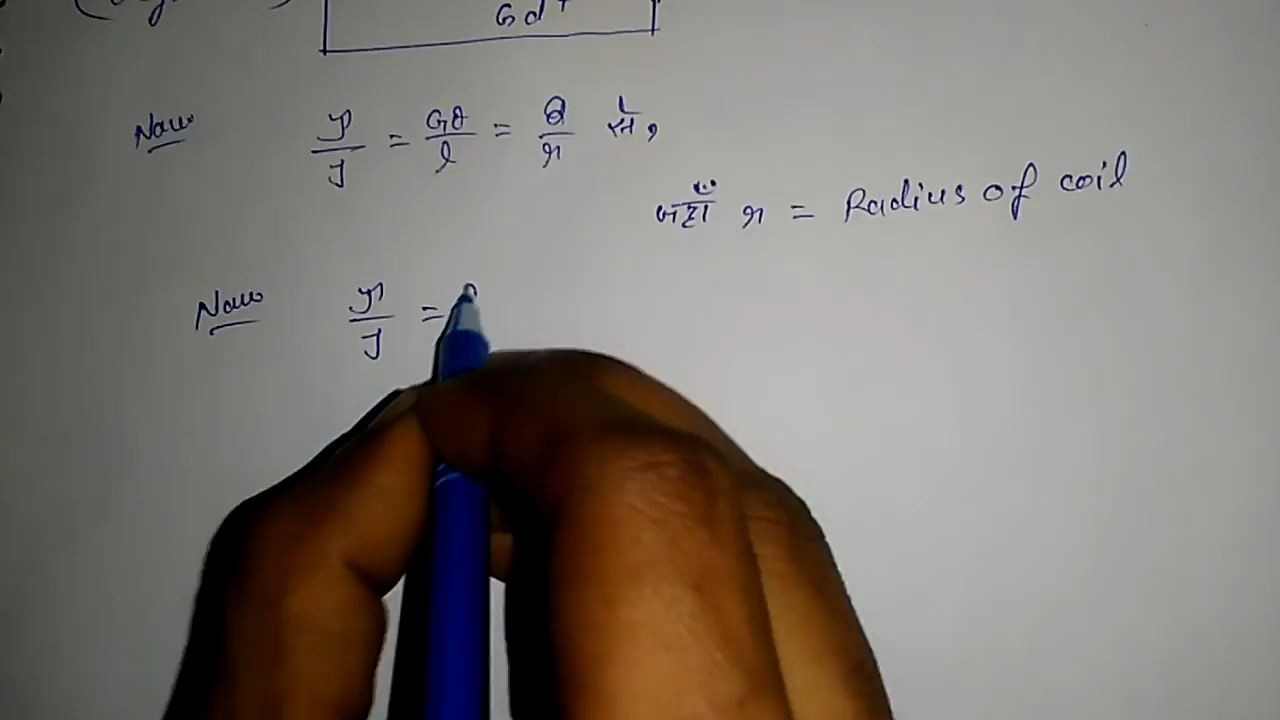 Gd⁴
Now T/J = Gθ/l = q/r से,
जहाँ r = Radius of coil
Now T/J =